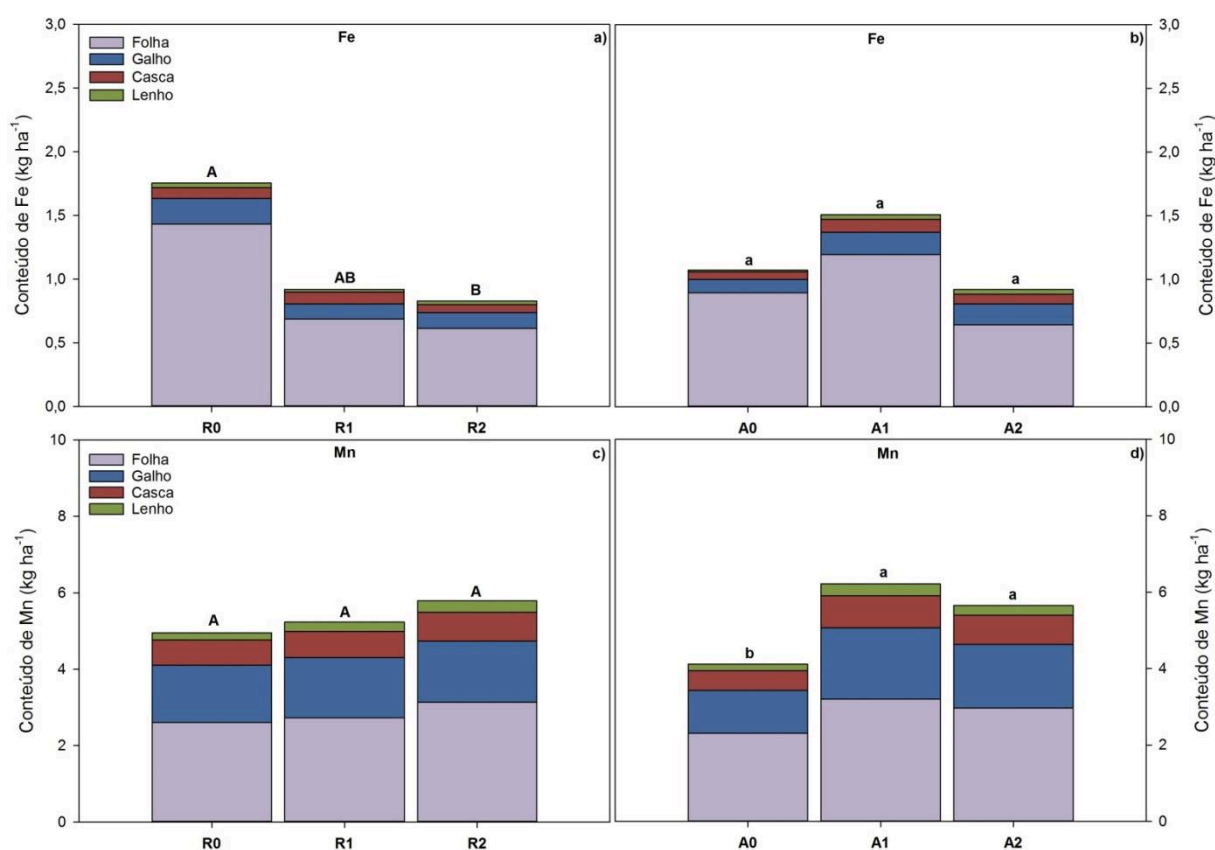 Fe
a)
Folha
Galho
Casca
Lenho
Conteúdo de Fe (kg ha⁻¹)
3,0
2,5
2,0
1,5
1,0
0,5
0,0
A
AB
B
R0
R1
R2
Fe
b)
a
a
a
A0
A1
A2
3,0
2,5
2,0
1,5
1,0
0,5
0,0
Conteúdo de Fe (kg ha⁻¹)
Mn
c)
Folha
Galho
Casca
Lenho
Conteúdo de Mn (kg ha⁻¹)
10
8
6
4
2
0
A
A
A
R0
R1
R2
Mn
d)
b
a
a
A0
A1
A2
10
8
6
4
2
0
Conteúdo de Mn (kg ha⁻¹)